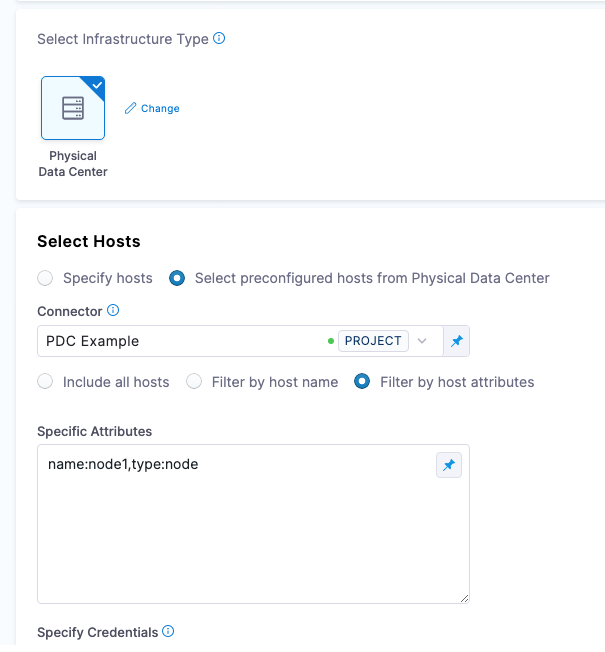 Select Infrastructure Type
Change
Physical
Data Center
Select Hosts
Specify hosts Select preconfigured hosts from Physical Data Center
Connector
PDC Example PROJECT
Include all hosts Filter by host name Filter by host attributes
Specific Attributes
name:node1,type:node
Specify Credentials